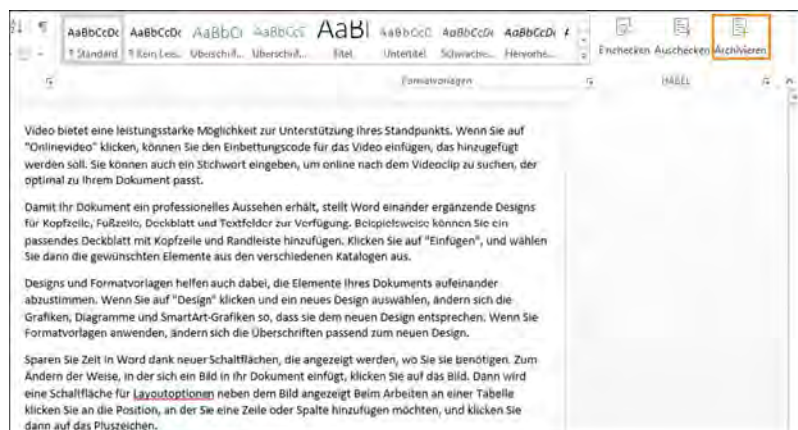 AaBbCcDc AaBbCcDc AaBbCc AaBbCcC AaBl AaBbCcC AaBbCcDc AaBbCcDc
¶ Standard ¶ Kein Lee... Überschrif... Überschrif... Titel Untertitel Schwache... Hervorhe...
Einchecken Auschecken Archivieren
Formatvorlagen
HABEL
Video bietet eine leistungsstarke Möglichkeit zur Unterstützung Ihres Standpunkts. Wenn Sie auf
"Onlinevideo" klicken, können Sie den Einbettungscode für das Video einfügen, das hinzugefügt
werden soll. Sie können auch ein Stichwort eingeben, um online nach dem Videoclip zu suchen, der
optimal zu Ihrem Dokument passt.
Damit Ihr Dokument ein professionelles Aussehen erhält, stellt Word einander ergänzende Designs
für Kopfzeile, Fußzeile, Deckblatt und Textfelder zur Verfügung. Beispielsweise können Sie ein
passendes Deckblatt mit Kopfzeile und Randleiste hinzufügen. Klicken Sie auf "Einfügen", und wählen
Sie dann die gewünschten Elemente aus den verschiedenen Katalogen aus.
Designs und Formatvorlagen helfen auch dabei, die Elemente Ihres Dokuments aufeinander
abzustimmen. Wenn Sie auf "Design" klicken und ein neues Design auswählen, ändern sich die
Grafiken, Diagramme und SmartArt-Grafiken so, dass sie dem neuen Design entsprechen. Wenn Sie
Formatvorlagen anwenden, ändern sich die Überschriften passend zum neuen Design.
Sparen Sie Zeit in Word dank neuer Schaltflächen, die angezeigt werden, wo Sie sie benötigen. Zum
Ändern der Weise, in der sich ein Bild in Ihr Dokument einfügt, klicken Sie auf das Bild. Dann wird
eine Schaltfläche für Layoutoptionen neben dem Bild angezeigt Beim Arbeiten an einer Tabelle
klicken Sie an die Position, an der Sie eine Zeile oder Spalte hinzufügen möchten, und klicken Sie
dann auf das Pluszeichen.